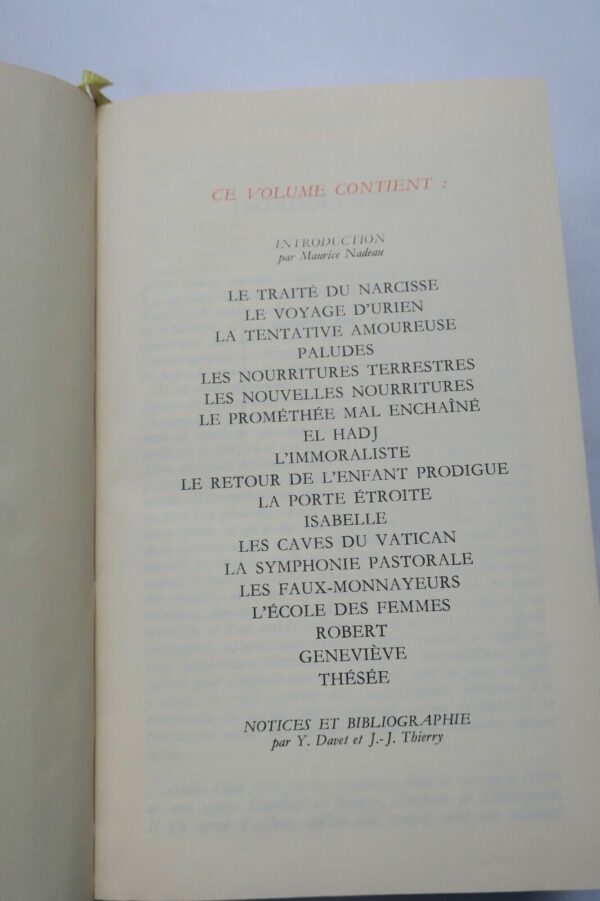 CE VOLUME CONTIENT :
INTRODUCTION
par Maurice Nadeau
LE TRAITÉ DU NARCISSE
LE VOYAGE D'URIEN
LA TENTATIVE AMOUREUSE
PALUDES
LES NOURRITURES TERRESTRES
LES NOUVELLES NOURRITURES
LE PROMÉTHÉE MAL ENCHAÎNÉ
EL HADJ
L'IMMORALISTE
LE RETOUR DE L'ENFANT PRODIGUE
LA PORTE ÉTROITE
ISABELLE
LES CAVES DU VATICAN
LA SYMPHONIE PASTORALE
LES FAUX-MONNAYEURS
L'ÉCOLE DES FEMMES
ROBERT
GENEVIÈVE
THÉSÉE
NOTICES ET BIBLIOGRAPHIE
par Y. Davet et J.-J. Thierry